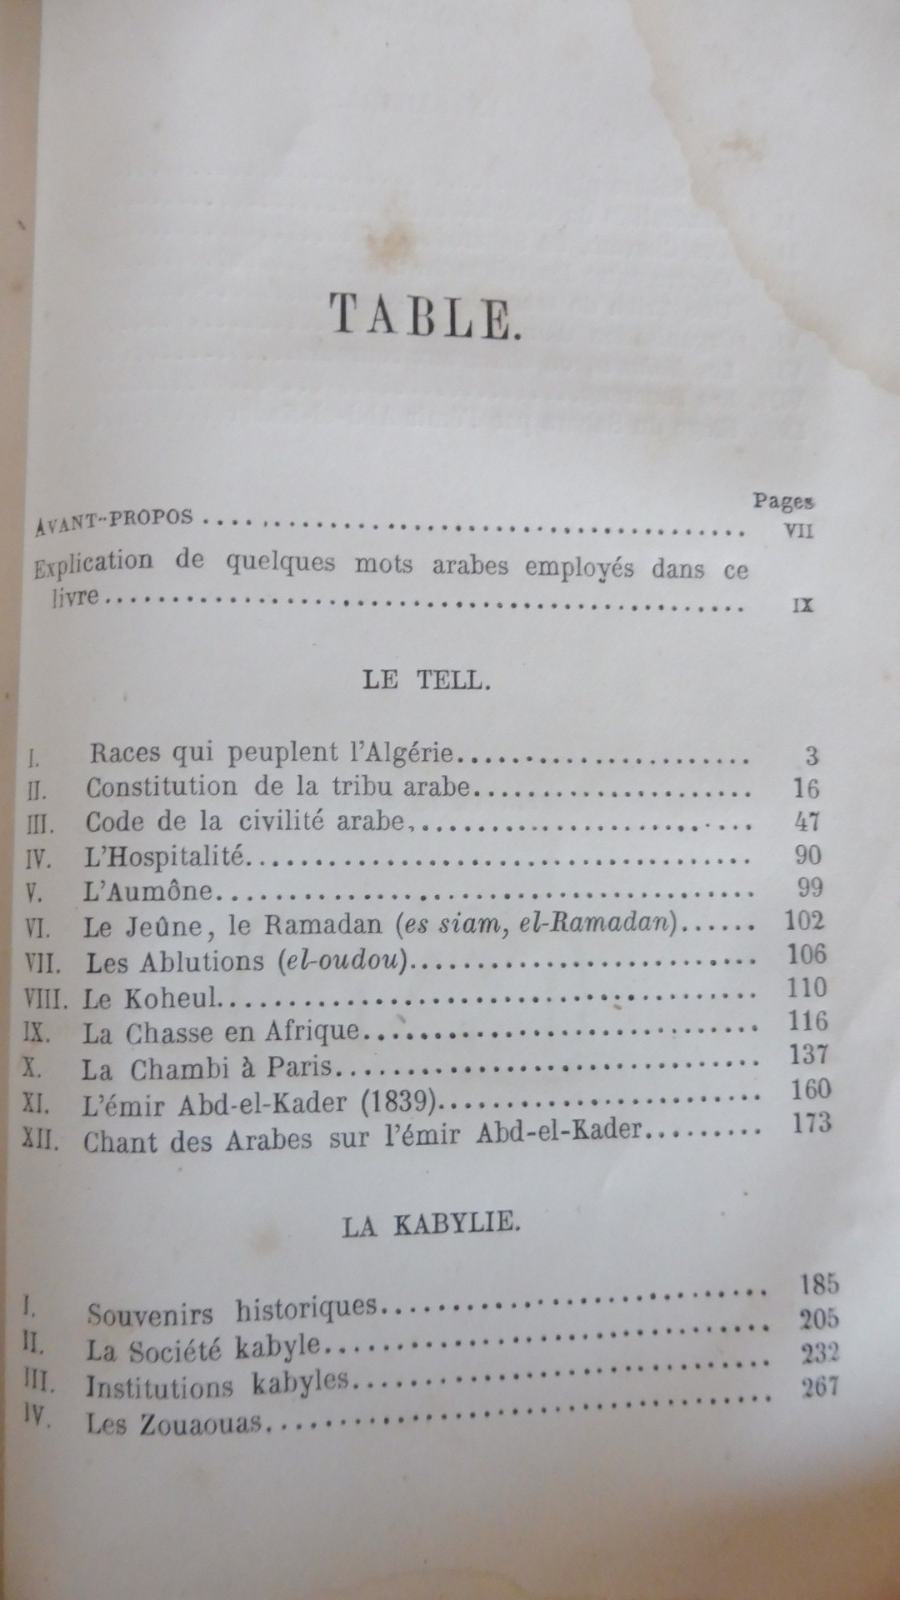 TABLE.
Pages
AVANT-PROPOS ........................................ VII
Explication de quelques mots arabes employés dans ce
livre................................................ IX
LE TELL.
I. Races qui peuplent l'Algérie...................... 3
II. Constitution de la tribu arabe..................... 16
III. Code de la civilité arabe,......................... 47
IV. L'Hospitalité...................................... 90
V. L'Aumône........................................ 99
VI. Le Jeûne, le Ramadan (es siam, el-Ramadan)...... 102
VII. Les Ablutions (el-oudou).......................... 106
VIII. Le Koheul........................................ 110
IX. La Chasse en Afrique.............................. 116
X. La Chambi à Paris................................ 137
XI. L'émir Abd-el-Kader (1839)........................ 160
XII. Chant des Arabes sur l'émir Abd-el-Kader......... 173
LA KABYLIE.
I. Souvenirs historiques............................. 185
II. La Société kabyle................................. 205
III. Institutions kabyles............................... 232
IV. Les Zouaouas...................................... 267